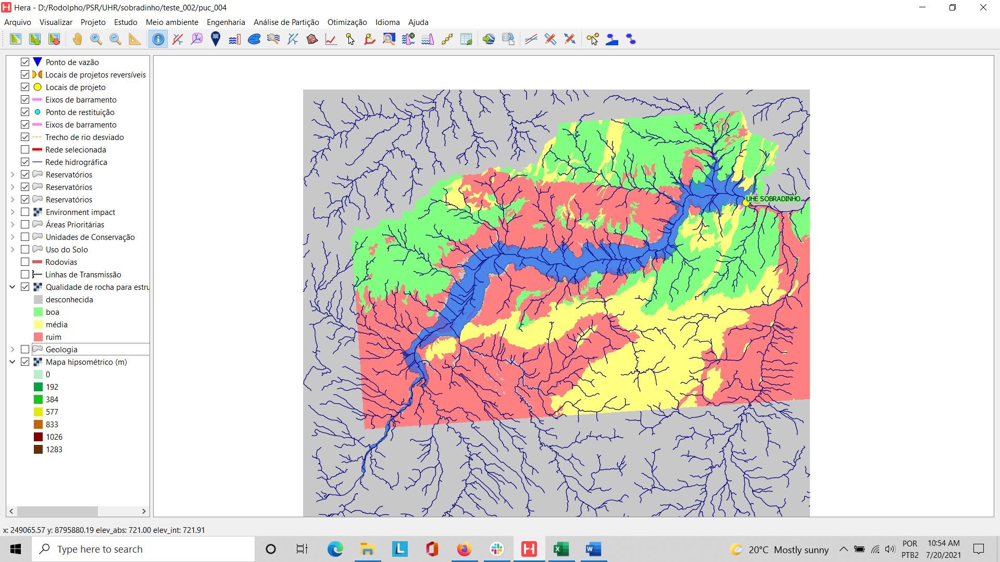 Hera - D:/Rodolpho/PSR/UHR/sobradinho/teste_002/puc_004
Arquivo Visualizar Projeto Estudo Meio ambiente Engenharia Análise de Partição Otimização Idioma Ajuda
Ponto de vazão
Locais de projetos reversíveis
Locais de projeto
Eixos de barramento
Ponto de restituição
Eixos de barramento
Trecho de rio desviado
Rede selecionada
Rede hidrográfica
Reservatórios
Reservatórios
Reservatórios
Environment impact
Áreas Prioritárias
Unidades de Conservação
Uso do Solo
Rodovias
Linhas de Transmissão
Qualidade de rocha para estru
desconhecida
boa
média
ruim
Geologia
Mapa hipsométrico (m)
0
192
384
577
833
1026
1283
UHE SOBRADINHO
x: 249065.57 y: 8795880.19 elev_abs: 721.00 elev_int: 721.91
Type here to search
20°C Mostly sunny
POR
PTB2
10:54 AM
7/20/2021